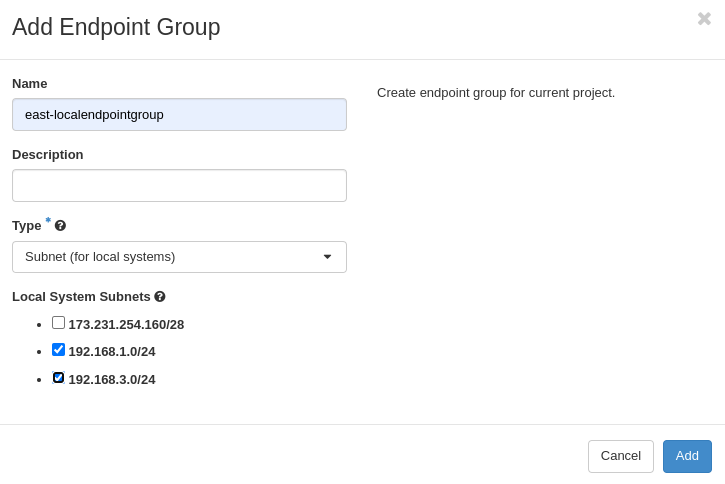 Add Endpoint Group
Name
east-localendpointgroup
Create endpoint group for current project.
Description
Type *
Subnet (for local systems)
Local System Subnets
173.231.254.160/28
192.168.1.0/24
192.168.3.0/24
Cancel
Add